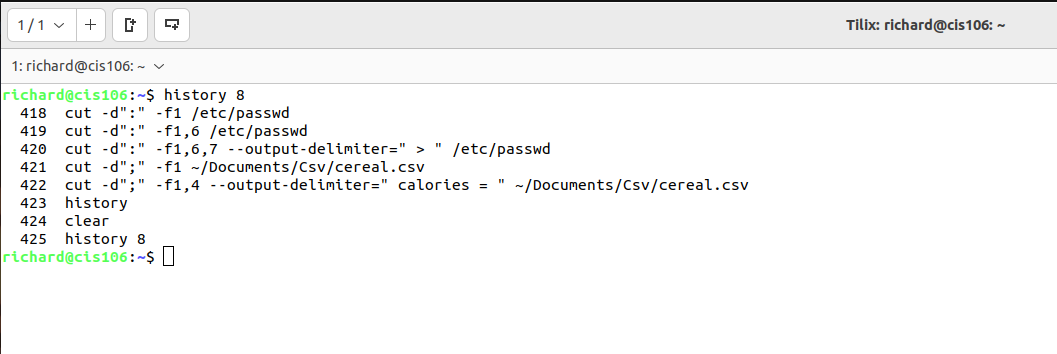 1 / 1
Tilix: richard@cis106: ~
1: richard@cis106: ~
richard@cis106:~$ history 8
418 cut -d":" -f1 /etc/passwd
419 cut -d":" -f1,6 /etc/passwd
420 cut -d":" -f1,6,7 --output-delimiter=" > " /etc/passwd
421 cut -d";" -f1 ~/Documents/Csv/cereal.csv
422 cut -d";" -f1,4 --output-delimiter=" calories = " ~/Documents/Csv/cereal.csv
423 history
424 clear
425 history 8
richard@cis106:~$